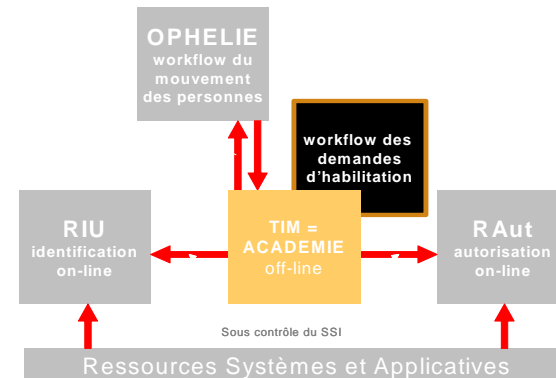 OPHELIE
workflow du
mouvement
des personnes
workflow des
demandes
d'habilitation
RIU
identification
on-line
TIM =
ACADEMIE
off-line
RAut
autorisation
on-line
Sous contrôle du SSI
Ressources Systèmes et Applicatives